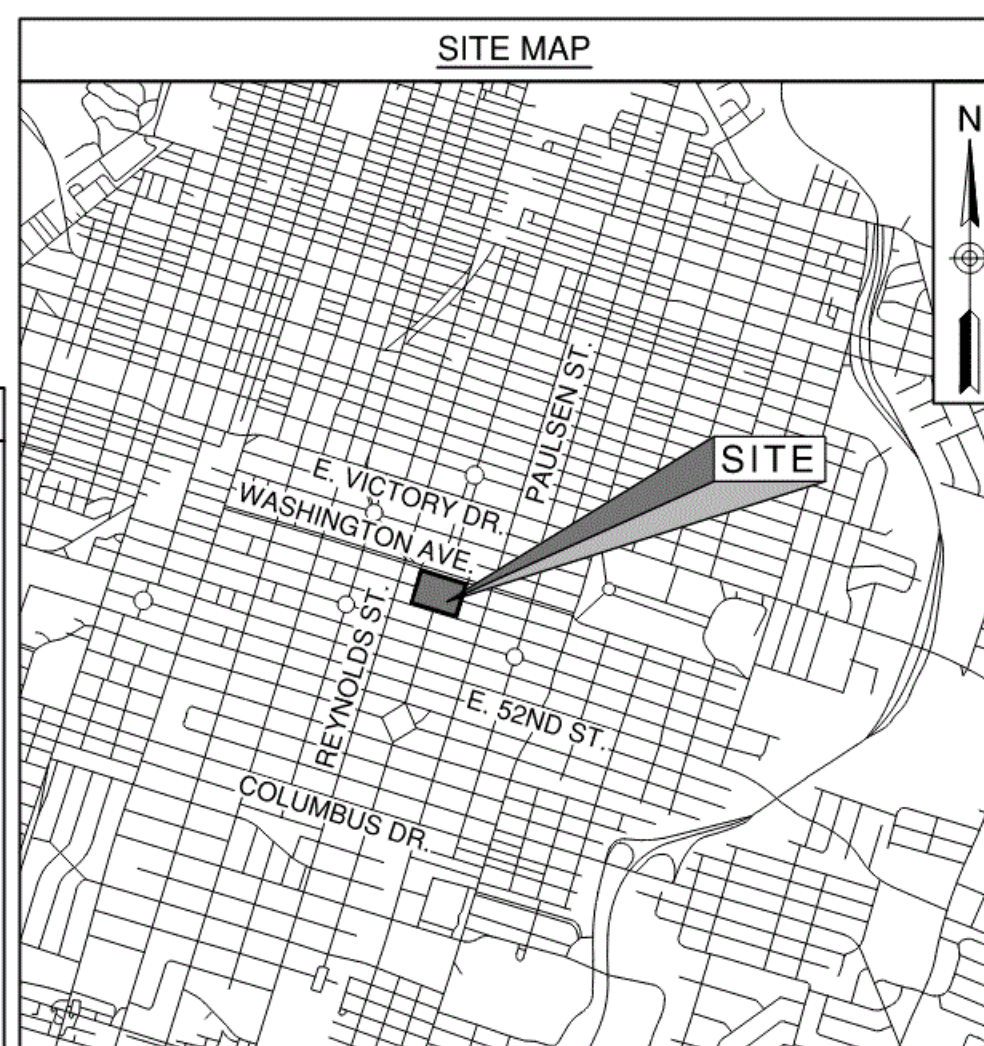 SITE MAP
N
PAULSEN ST.
SITE
E. VICTORY DR.
WASHINGTON AVE.
REYNOLDS ST.
E. 52ND ST.
COLUMBUS DR.